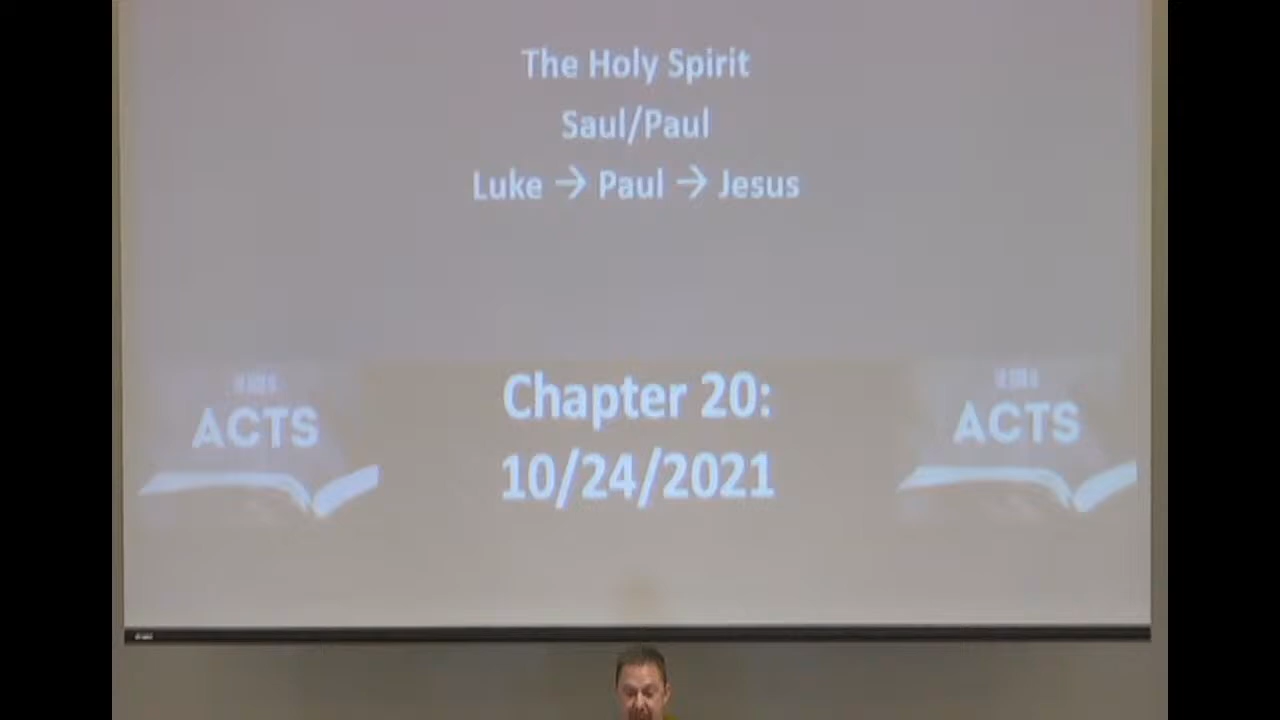 The Holy Spirit
Saul/Paul
Luke → Paul → Jesus
Chapter 20:
10/24/2021
ACTS
ACTS